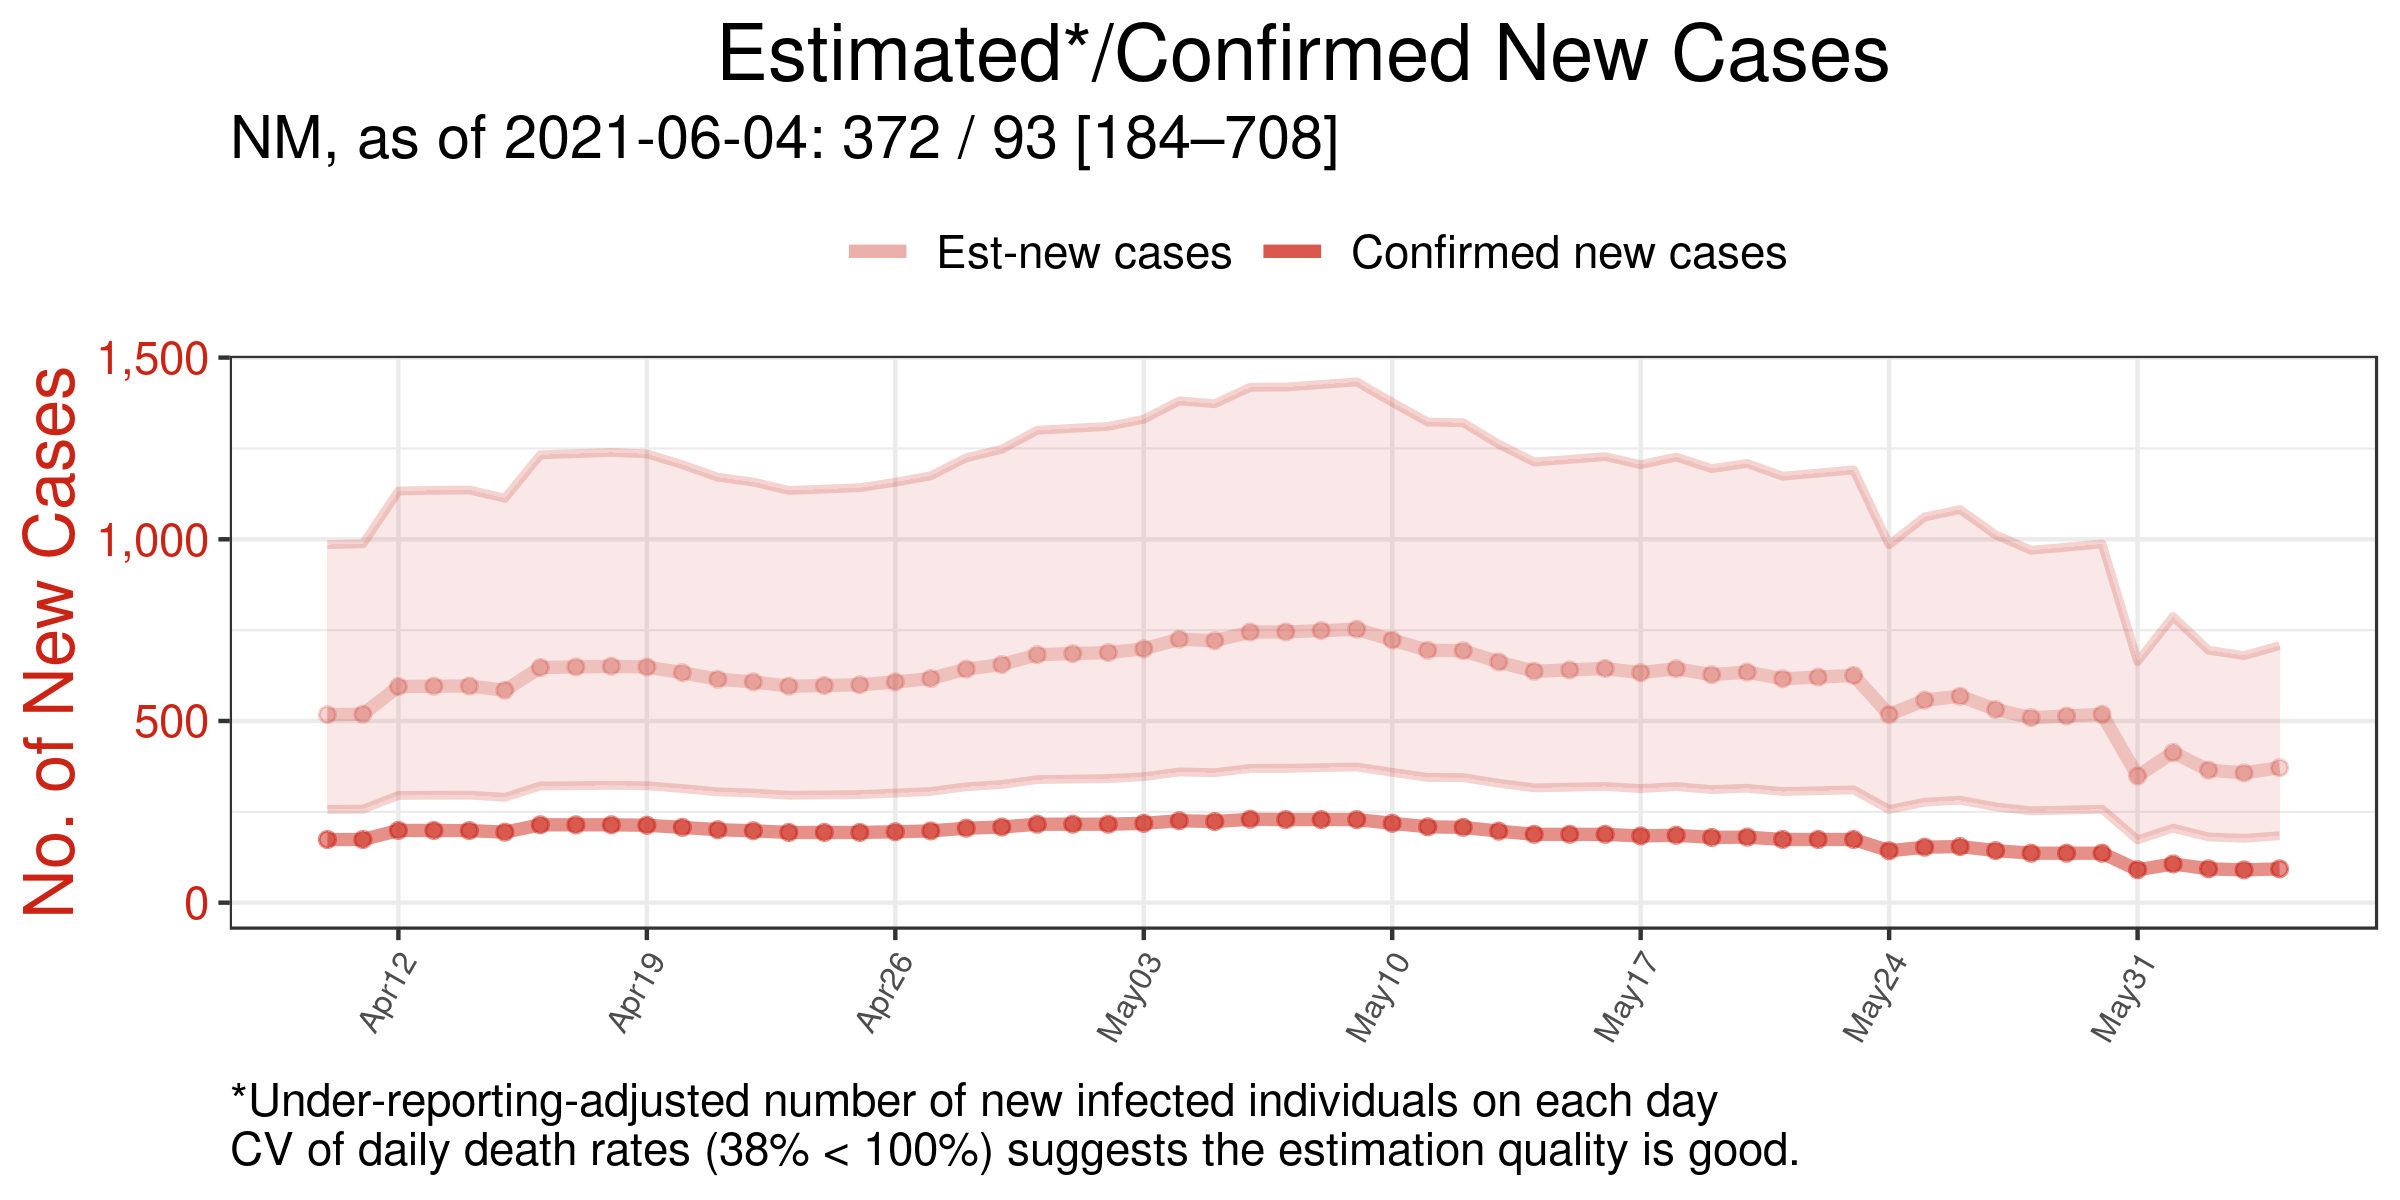 Estimated*/Confirmed New Cases
NM, as of 2021-06-04: 372 / 93 [184–708]
Est-new cases
Confirmed new cases
No. of New Cases
1,500
1,000
500
0
Apr12
Apr19
Apr26
May03
May10
May17
May24
May31
*Under-reporting-adjusted number of new infected individuals on each day
CV of daily death rates (38% < 100%) suggests the estimation quality is good.